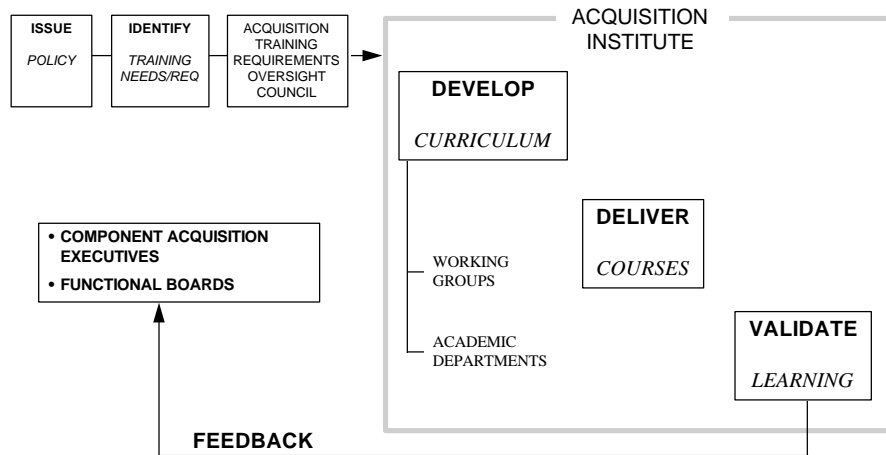 ISSUE
POLICY
IDENTIFY
TRAINING
NEEDS/REQ
ACQUISITION
TRAINING
REQUIREMENTS
OVERSIGHT
COUNCIL
ACQUISITION
INSTITUTE
DEVELOP
CURRICULUM
WORKING
GROUPS
ACADEMIC
DEPARTMENTS
DELIVER
COURSES
VALIDATE
LEARNING
• COMPONENT ACQUISITION
EXECUTIVES
• FUNCTIONAL BOARDS
FEEDBACK